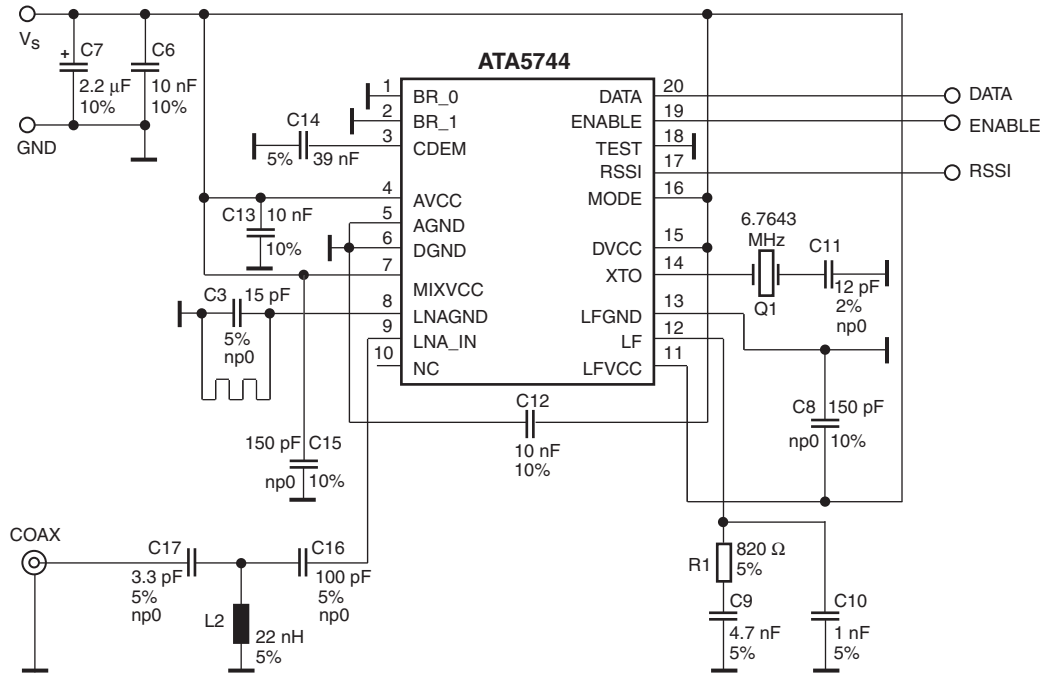 VS
GND
+ C7
2.2 µF
10%
C6
10 nF
10%
ATA5744
1 BR_0
2 BR_1
3 CDEM
4 AVCC
5 AGND
6 DGND
7 MIXVCC
8 LNAGND
9 LNA_IN
10 NC
DATA 20
ENABLE 19
TEST 18
RSSI 17
MODE 16
DVCC 15
XTO 14
LFGND 13
LF 12
LFVCC 11
DATA
ENABLE
RSSI
C14
5% 39 nF
C13 10 nF
10%
C3 15 pF
5%
np0
6.7643
MHz
Q1
C11
12 pF
2%
np0
C8 150 pF
np0 10%
C12
10 nF
10%
150 pF C15
np0 10%
COAX
C17
3.3 pF
5%
np0
C16
100 pF
5%
np0
L2
22 nH
5%
R1 820 Ω
5%
C9
4.7 nF
5%
C10
1 nF
5%